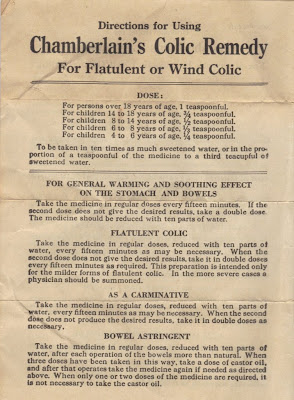 Directions for Using
Chamberlain's Colic Remedy
For Flatulent or Wind Colic
DOSE:
For persons over 18 years of age, 1 teaspoonful.
For children 14 to 18 years of age, ¾ teaspoonful.
For children 8 to 14 years of age, ½ teaspoonful.
For children 6 to 8 years of age, ⅓ teaspoonful.
For children 4 to 6 years of age, ¼ teaspoonful.
To be taken in ten times as much sweetened water, or in the pro-
portion of a teaspoonful of the medicine to a third teacupful of
sweetened water.
FOR GENERAL WARMING AND SOOTHING EFFECT
ON THE STOMACH AND BOWELS
Take the medicine in regular doses every fifteen minutes. If the
second dose does not give the desired results, take a double dose.
The medicine should be reduced with ten parts of water.
FLATULENT COLIC
Take the medicine in regular doses, reduced with ten parts of
water, every fifteen minutes as may be necessary. When the
second dose does not give the desired results, take it in double doses
every fifteen minutes as required. This preparation is intended only
for the milder forms of flatulent colic. In the more severe cases a
physician should be summoned.
AS A CARMINATIVE
Take the medicine in regular doses, reduced with ten parts of
water, every fifteen minutes as may be necessary. When the second
dose does not produce the desired results, take it in double doses as
necessary.
BOWEL ASTRINGENT
Take the medicine in regular doses, reduced with ten parts of
water, after each operation of the bowels more than natural. When
three doses have been taken in this way, take a dose of castor oil,
and after that operates take the medicine again if needed as directed
above. When only one or two doses of the medicine are required, it
is not necessary to take the castor oil.